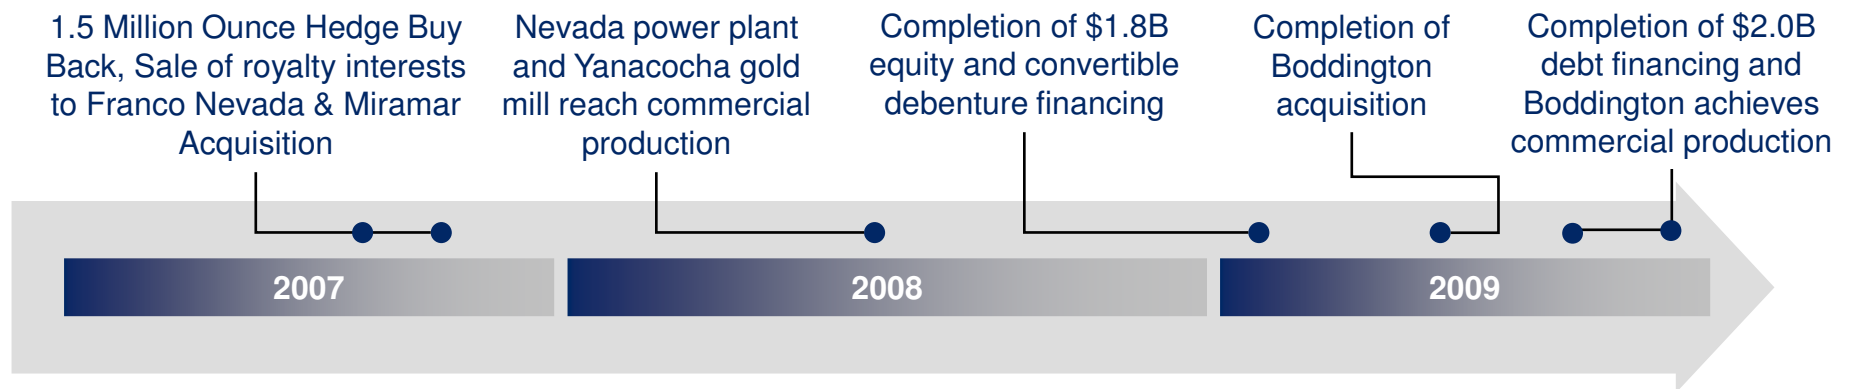 1.5 Million Ounce Hedge Buy
Back, Sale of royalty interests
to Franco Nevada & Miramar
Acquisition
Nevada power plant
and Yanacocha gold
mill reach commercial
production
Completion of $1.8B
equity and convertible
debenture financing
Completion of
Boddington
acquisition
Completion of $2.0B
debt financing and
Boddington achieves
commercial production
2007
2008
2009